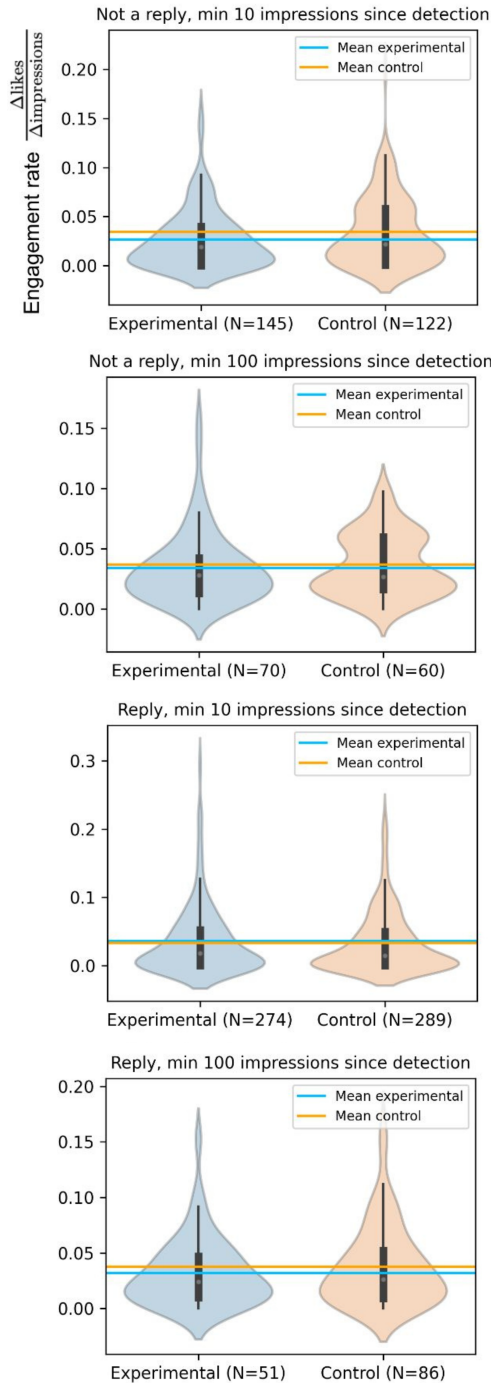 Not a reply, min 10 impressions since detection
Mean experimental
Mean control
Engagement rate Δlikes/Δimpressions
0.20
0.15
0.10
0.05
0.00
Experimental (N=145) Control (N=122)
Not a reply, min 100 impressions since detection
Mean experimental
Mean control
0.15
0.10
0.05
0.00
Experimental (N=70) Control (N=60)
Reply, min 10 impressions since detection
Mean experimental
Mean control
0.3
0.2
0.1
0.0
Experimental (N=274) Control (N=289)
Reply, min 100 impressions since detection
Mean experimental
Mean control
0.20
0.15
0.10
0.05
0.00
Experimental (N=51) Control (N=86)